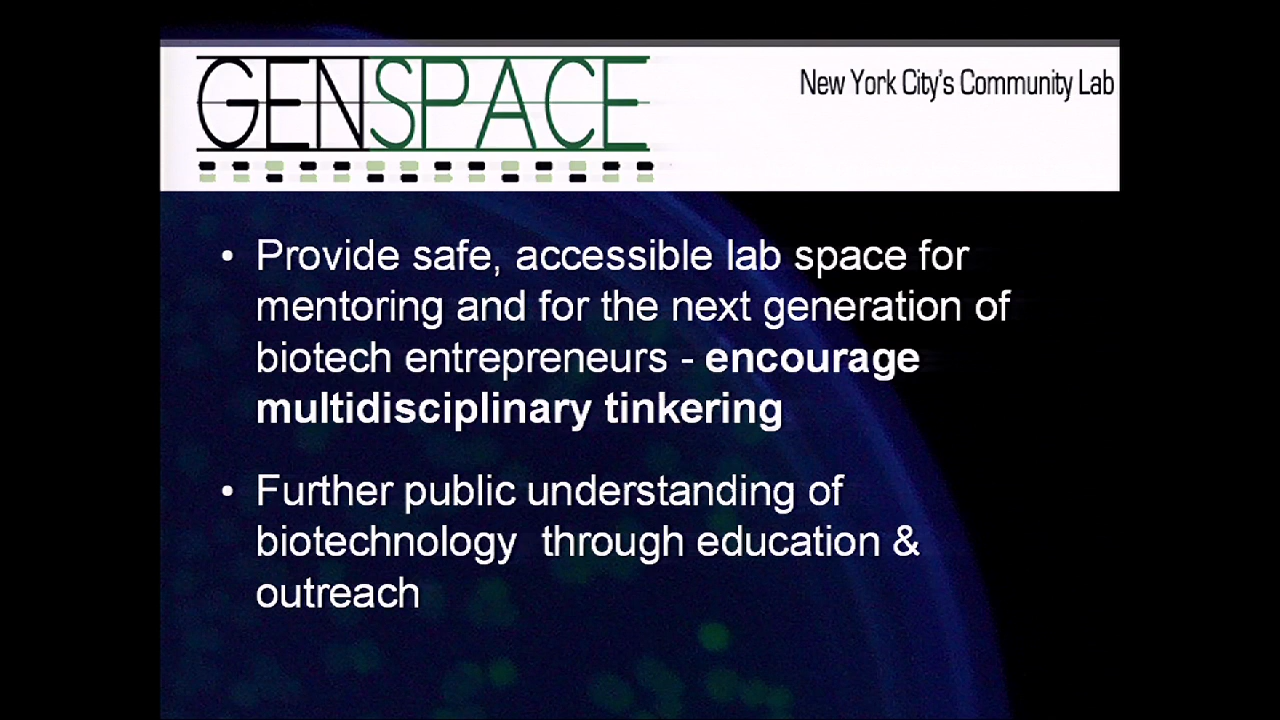 GENSPACE
New York City's Community Lab
• Provide safe, accessible lab space for
mentoring and for the next generation of
biotech entrepreneurs - encourage
multidisciplinary tinkering
• Further public understanding of
biotechnology through education &
outreach